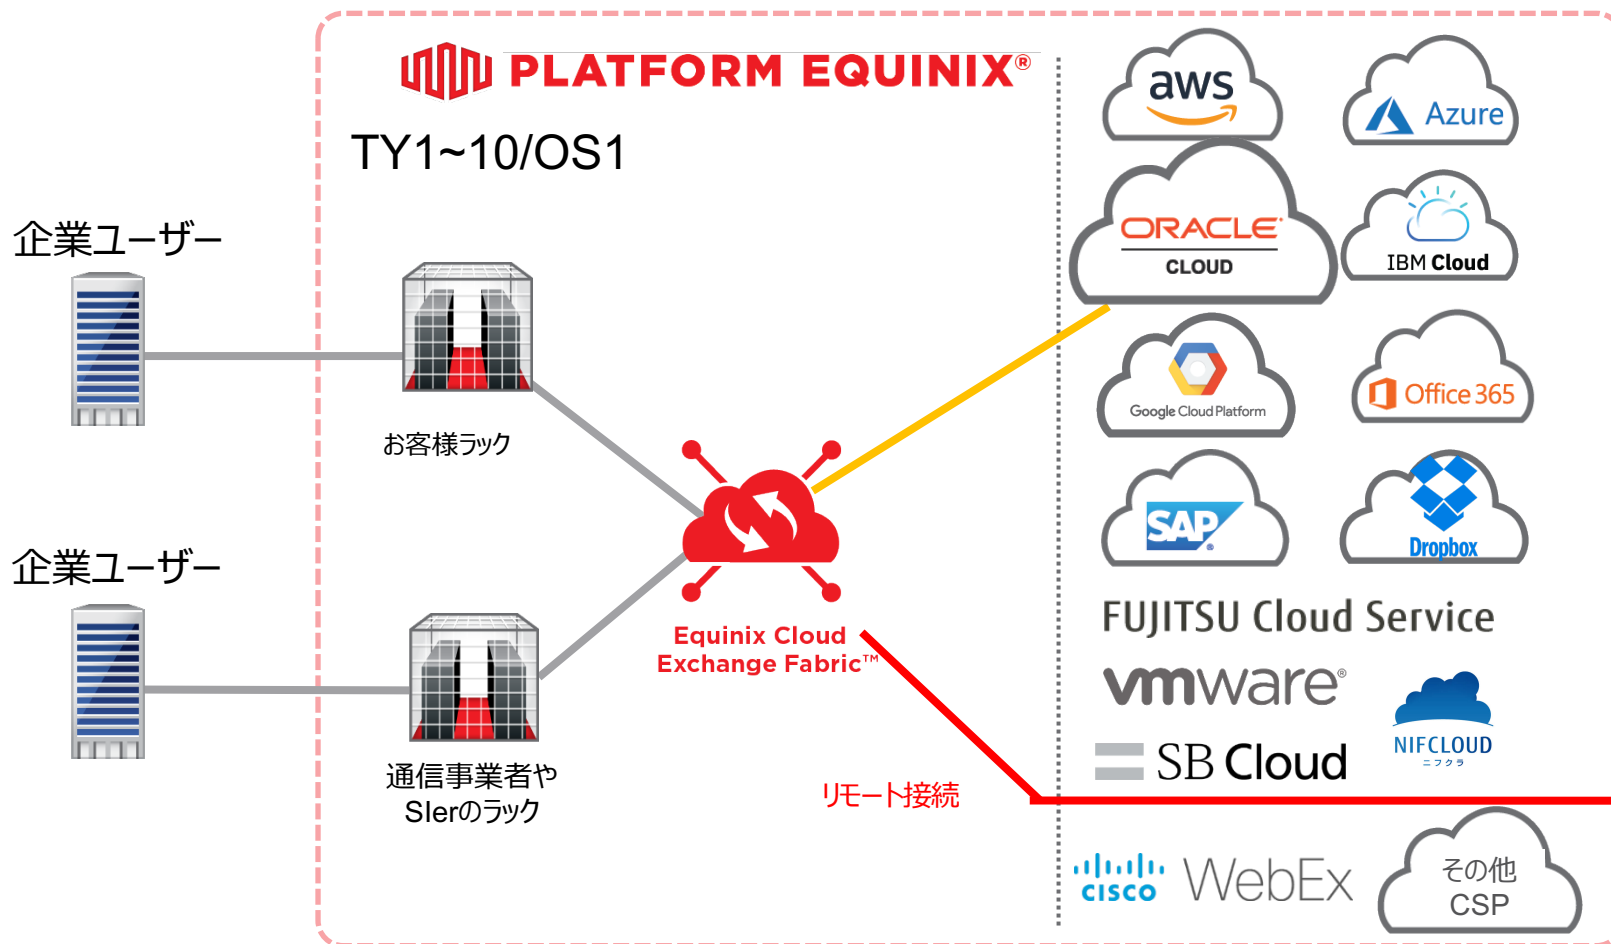 PLATFORM EQUINIX®
TY1~10/OS1
企業ユーザー
お客様ラック
企業ユーザー
通信事業者や
SIerのラック
Equinix Cloud
Exchange Fabric™
リモート接続
aws
Azure
ORACLE®
CLOUD
IBM Cloud
Google Cloud Platform
Office 365
SAP®
Dropbox
FUJITSU Cloud Service
vmware®
NIFCLOUD
ニフクラ
SB Cloud
cisco WebEx
その他
CSP